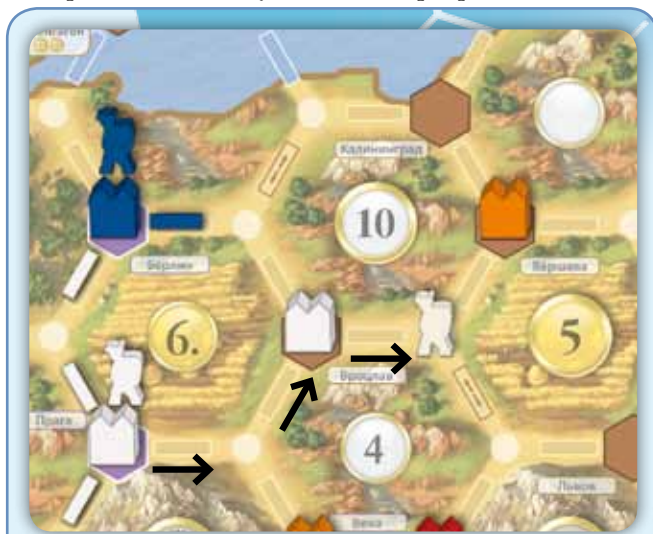 Калининград
10
Берлин
Варшава
6.
5
Вроцлав
Прага
4
Львов
Вена